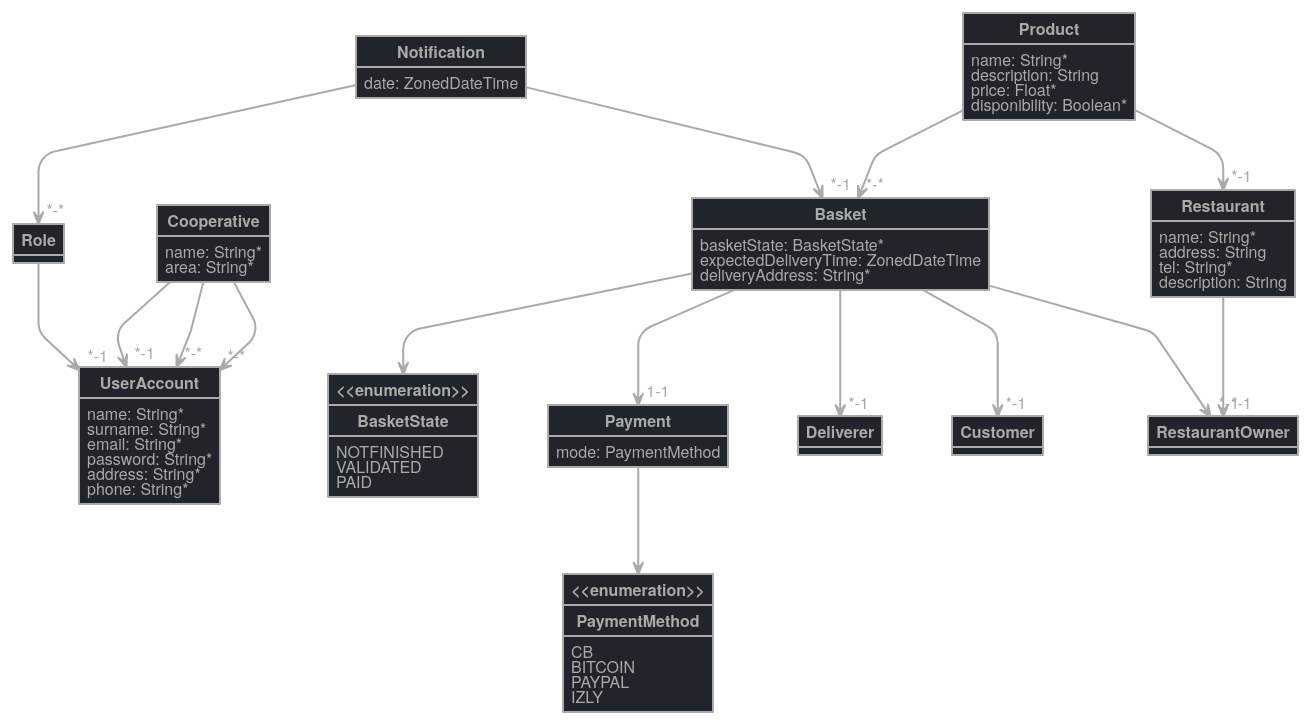 Product
name: String*
description: String
price: Float*
disponibility: Boolean*
Notification
date: ZonedDateTime
*-*
*-1
*-*
*-1
Role
Cooperative
name: String*
area: String*
Basket
basketState: BasketState*
expectedDeliveryTime: ZonedDateTime
deliveryAddress: String*
Restaurant
name: String*
address: String
tel: String*
description: String
*-1
*-1
*-*
*-*
UserAccount
name: String*
surname: String*
email: String*
password: String*
address: String*
phone: String*
<<enumeration>>
BasketState
NOTFINISHED
VALIDATED
PAID
1-1
Payment
mode: PaymentMethod
*-1
Deliverer
*-1
Customer
1-1
RestaurantOwner
<<enumeration>>
PaymentMethod
CB
BITCOIN
PAYPAL
IZLY